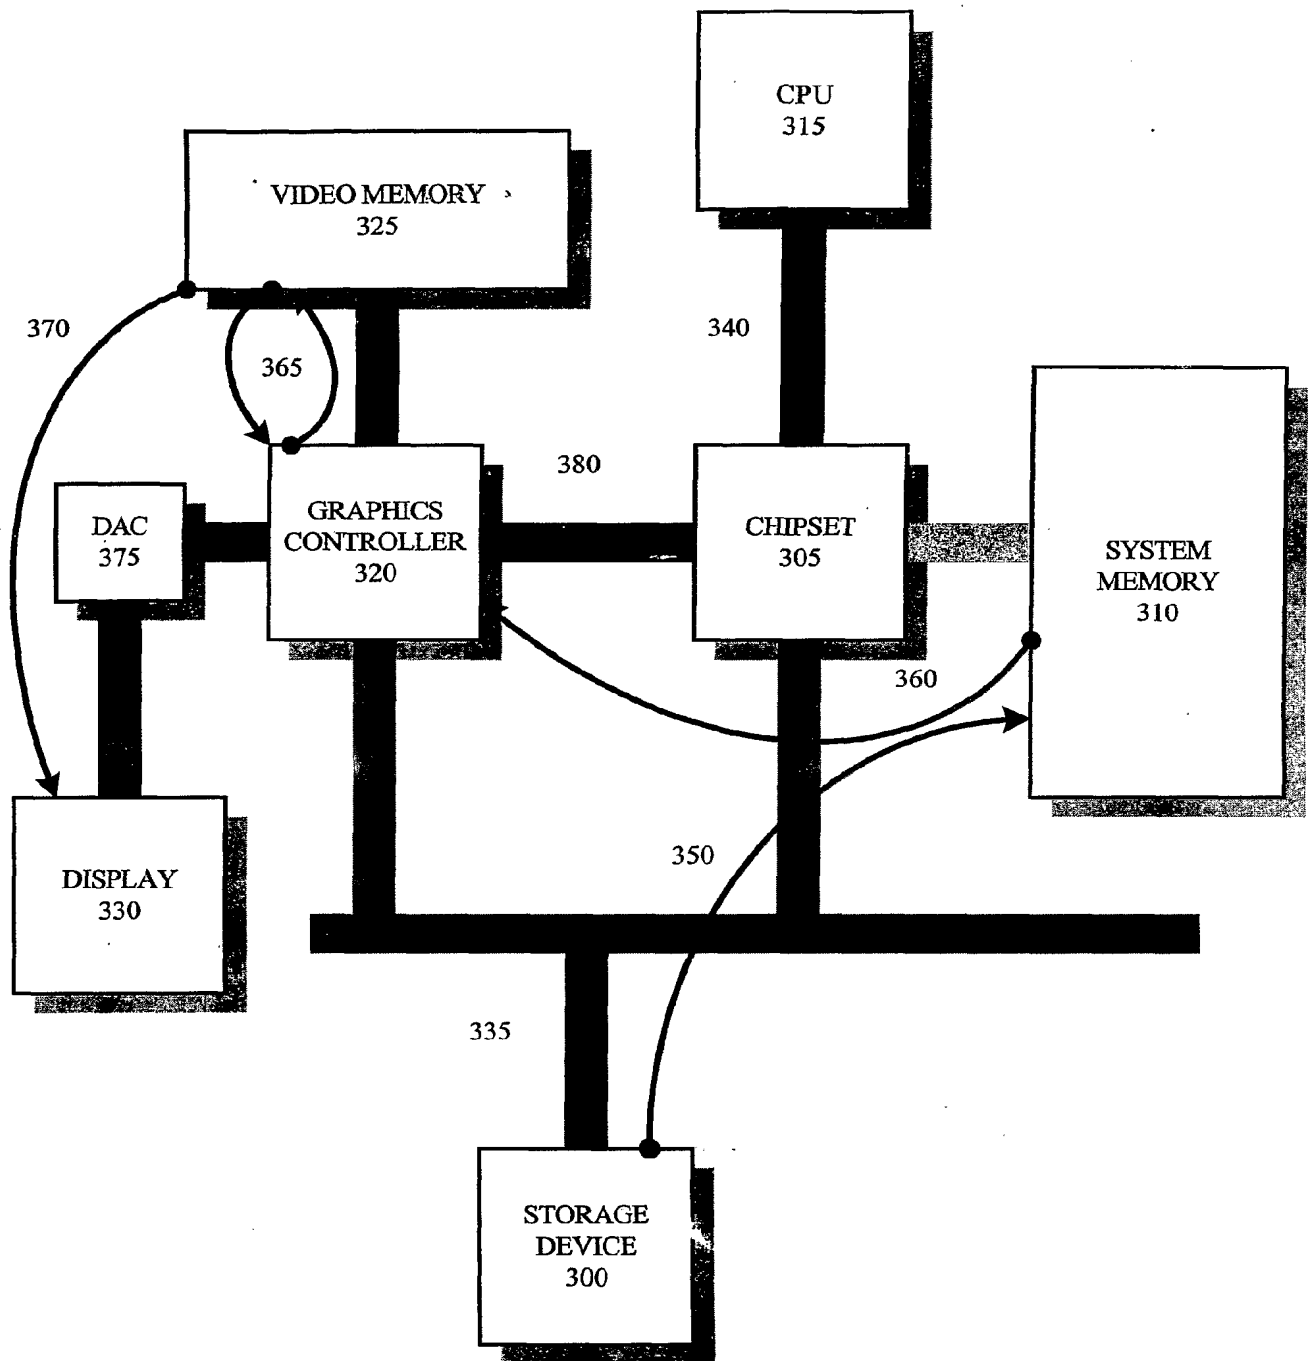 CPU
315
VIDEO MEMORY
325
370
340
365
380
GRAPHICS
CONTROLLER
320
DAC
375
CHIPSET
305
SYSTEM
MEMORY
310
360
350
DISPLAY
330
335
STORAGE
DEVICE
300